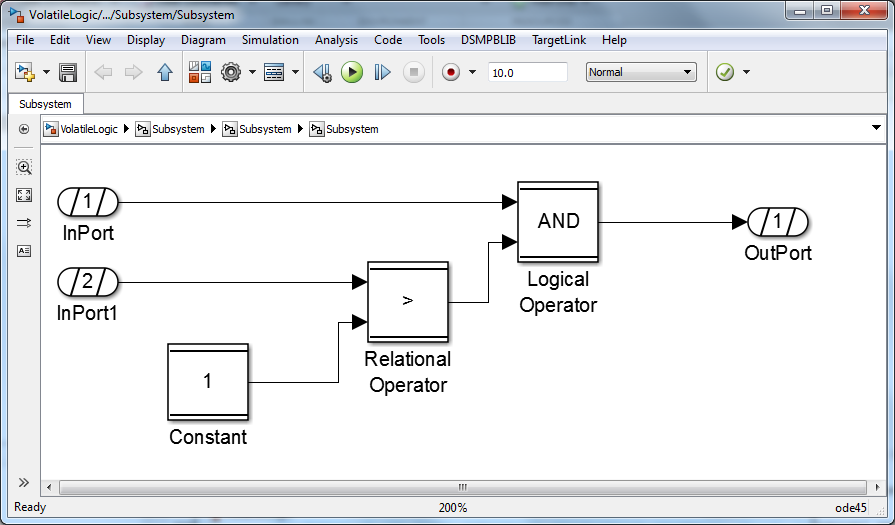 VolatileLogic/.../Subsystem/Subsystem
File Edit View Display Diagram Simulation Analysis Code Tools DSMPBLIB TargetLink Help
10.0 Normal
Subsystem
VolatileLogic Subsystem Subsystem Subsystem
1
InPort
AND
1
OutPort
2
InPort1
>
Logical
Operator
1
Relational
Operator
Constant
Ready 200% ode45